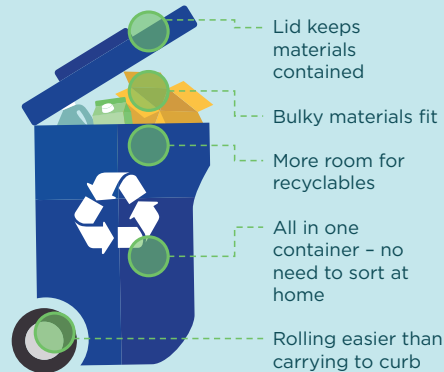 Lid keeps
materials
contained
Bulky materials fit
More room for
recyclables
All in one
container – no
need to sort at
home
Rolling easier than
carrying to curb